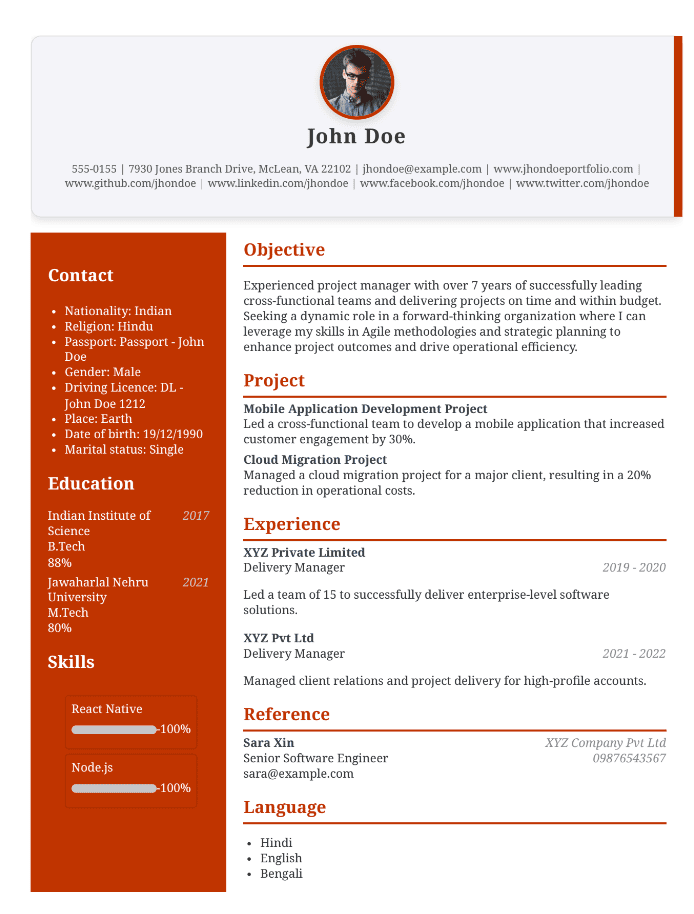 John Doe
555-0155 | 7930 Jones Branch Drive, McLean, VA 22102 | jhondoe@example.com | www.jhondoeportfolio.com |
www.github.com/jhondoe | www.linkedin.com/jhondoe | www.facebook.com/jhondoe | www.twitter.com/jhondoe
Contact
• Nationality: Indian
• Religion: Hindu
• Passport: Passport - John
Doe
• Gender: Male
• Driving Licence: DL -
John Doe 1212
• Place: Earth
• Date of birth: 19/12/1990
• Marital status: Single
Education
Indian Institute of 2017
Science
B.Tech
88%
Jawaharlal Nehru 2021
University
M.Tech
80%
Skills
React Native
-100%
Node.js
-100%
Objective
Experienced project manager with over 7 years of successfully leading
cross-functional teams and delivering projects on time and within budget.
Seeking a dynamic role in a forward-thinking organization where I can
leverage my skills in Agile methodologies and strategic planning to
enhance project outcomes and drive operational efficiency.
Project
Mobile Application Development Project
Led a cross-functional team to develop a mobile application that increased
customer engagement by 30%.
Cloud Migration Project
Managed a cloud migration project for a major client, resulting in a 20%
reduction in operational costs.
Experience
XYZ Private Limited
Delivery Manager 2019 - 2020
Led a team of 15 to successfully deliver enterprise-level software
solutions.
XYZ Pvt Ltd
Delivery Manager 2021 - 2022
Managed client relations and project delivery for high-profile accounts.
Reference
Sara Xin XYZ Company Pvt Ltd
Senior Software Engineer 09876543567
sara@example.com
Language
• Hindi
• English
• Bengali